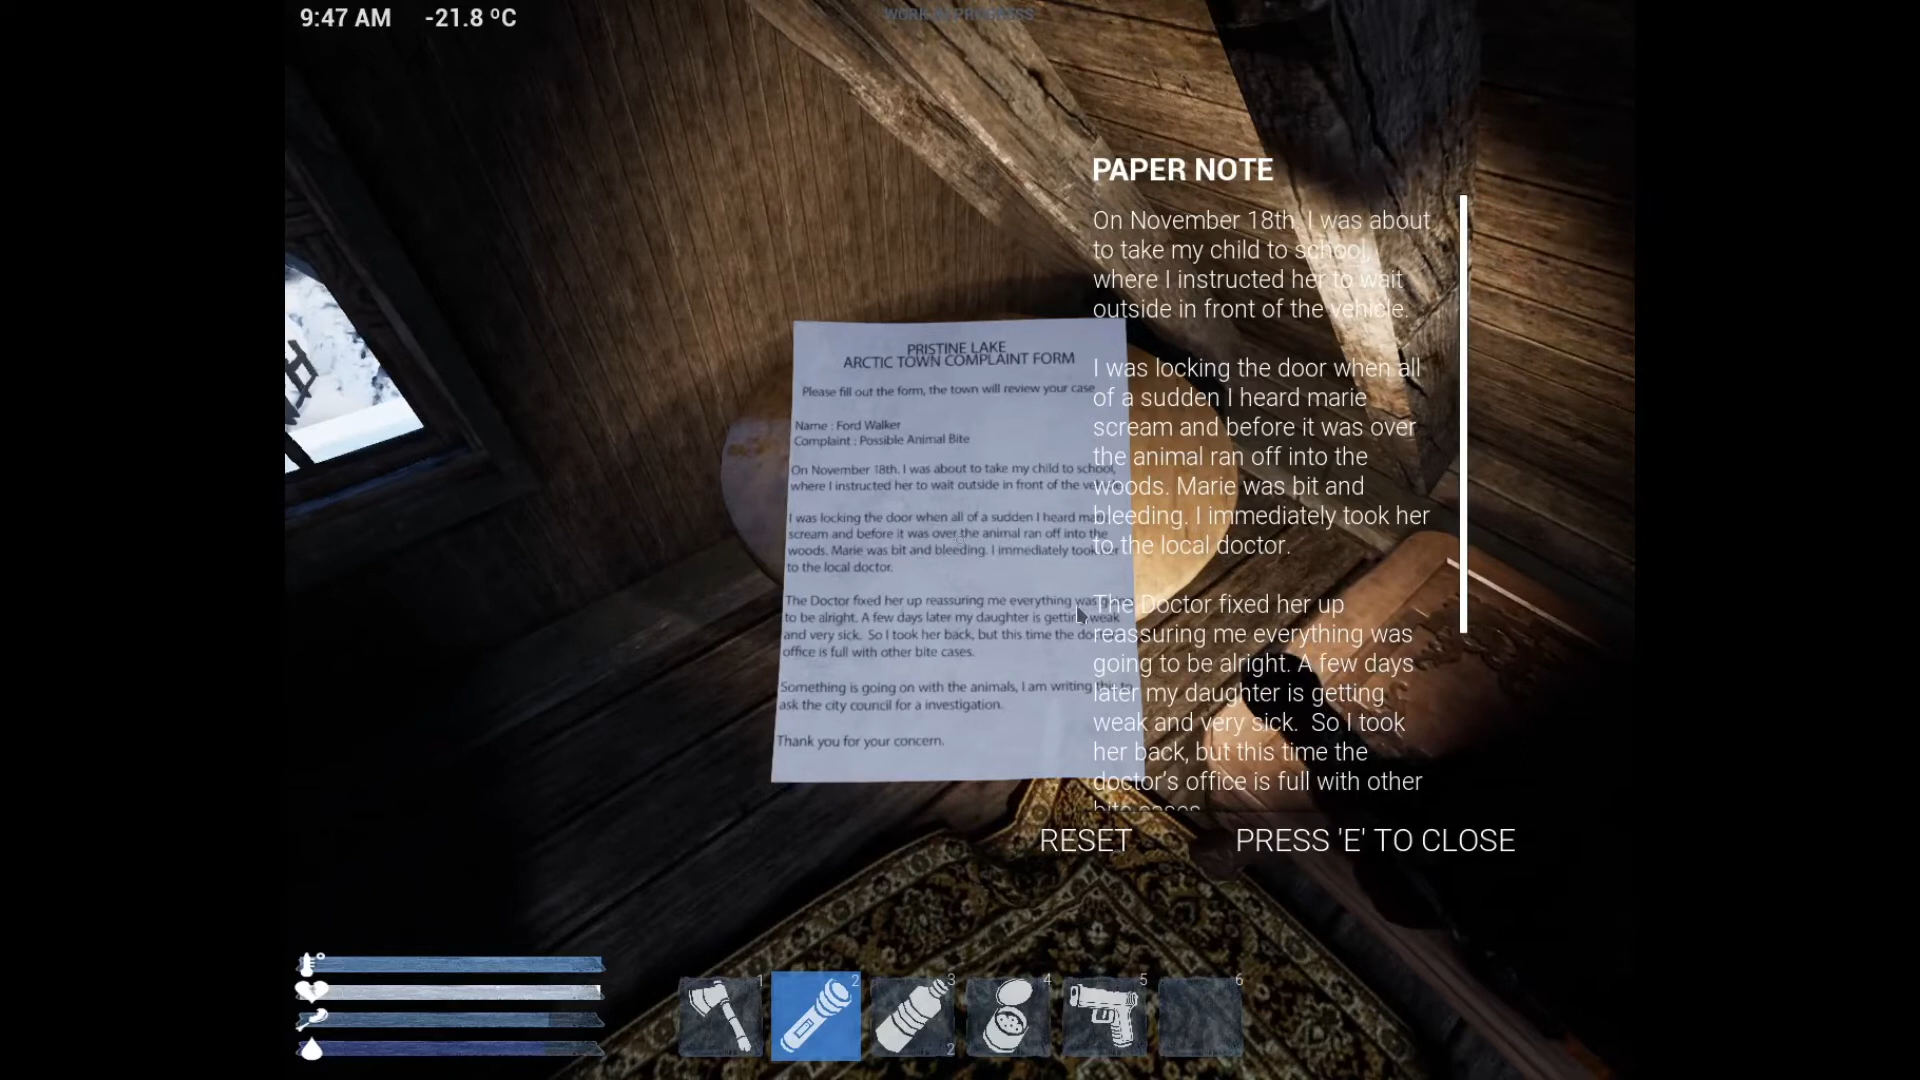 9:47 AM -21.8 ºC
WORK IN PROGRESS
PRISTINE LAKE
ARCTIC TOWN COMPLAINT FORM
Please fill out the form, the town will review your case
Name : Ford Walker
Complaint : Possible Animal Bite
On November 18th. I was about to take my child to school,
where I instructed her to wait outside in front of the
I was locking the door when all of a sudden I heard
scream and before it was over the animal ran off into the
woods. Marie was bit and bleeding. I immediately took
to the local doctor.
The Doctor fixed her up reassuring me everything was
to be alright. A few days later my daughter is getting weak
and very sick. So I took her back, but this time the
office is full with other bite cases.
Something is going on with the animals, I am writing this to
ask the city council for a investigation.
Thank you for your concern.
PAPER NOTE
On November 18th. I was about
to take my child to school,
where I instructed her to wait
outside in front of the vehicle.
I was locking the door when all
of a sudden I heard marie
scream and before it was over
the animal ran off into the
woods. Marie was bit and
bleeding. I immediately took her
to the local doctor.
The Doctor fixed her up
reassuring me everything was
going to be alright. A few days
later my daughter is getting
weak and very sick.  So I took
her back, but this time the
doctor's office is full with other
bite cases
RESET PRESS 'E' TO CLOSE
1 2 3 4 5 6
2